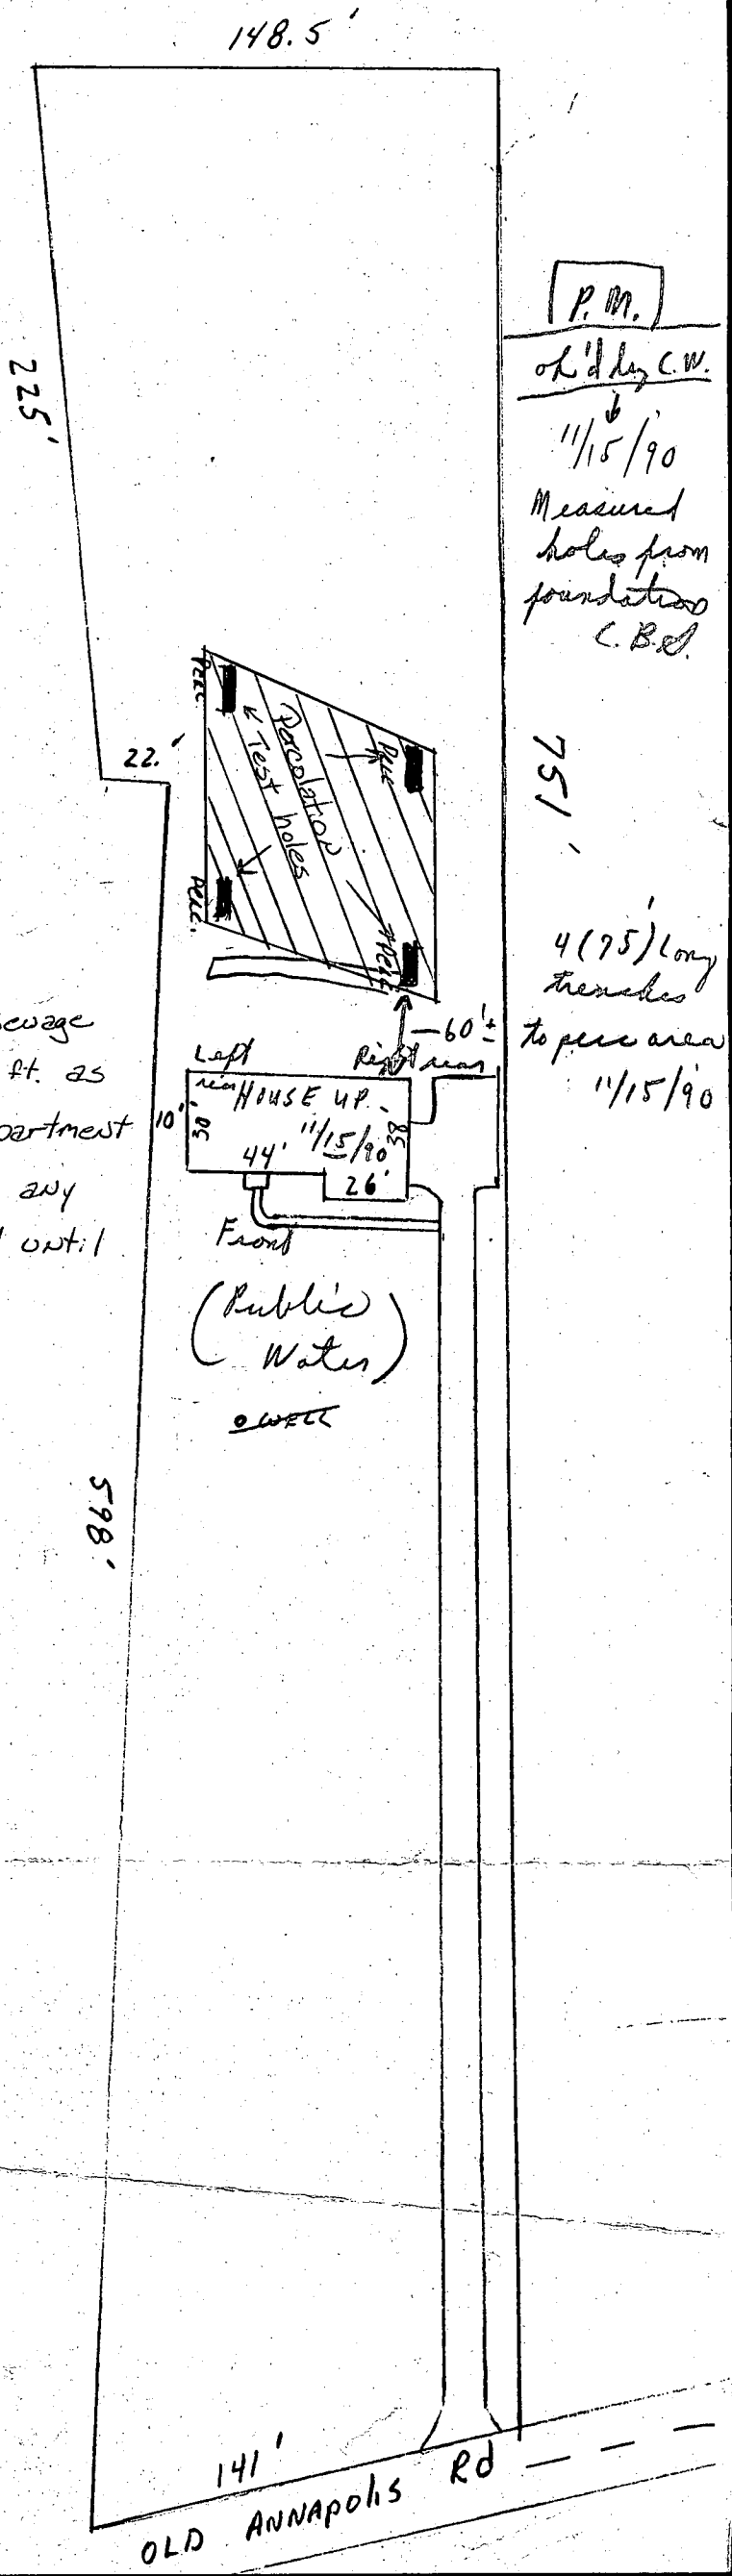 148.5'
P.M.
ok'd by C.W.
11/15/90
Measured
holes from
foundation
C.B.S.
225'
22.'
751'
Perc.
Perc
Percolation
Test holes
Perc.
Perc
4 (75') Long
trenches
to perc area
11/15/90
60'±
Left
rear
Right rear
HOUSE UP.
11/15/90
10'
30'
38
44'
26'
Front
ewage
ft. as
partment
any
until
(Public
Water)
WELL
598'
141'
OLD ANNAPOLIS Rd